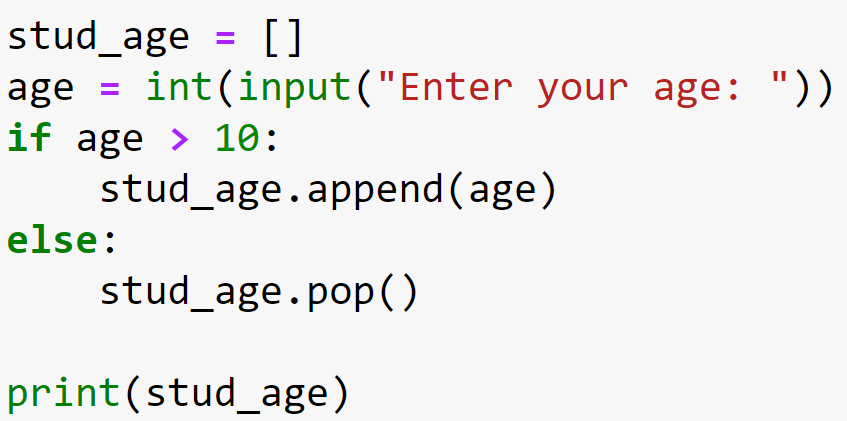 stud_age = []
age = int(input("Enter your age: "))
if age > 10:
    stud_age.append(age)
else:
    stud_age.pop()

print(stud_age)